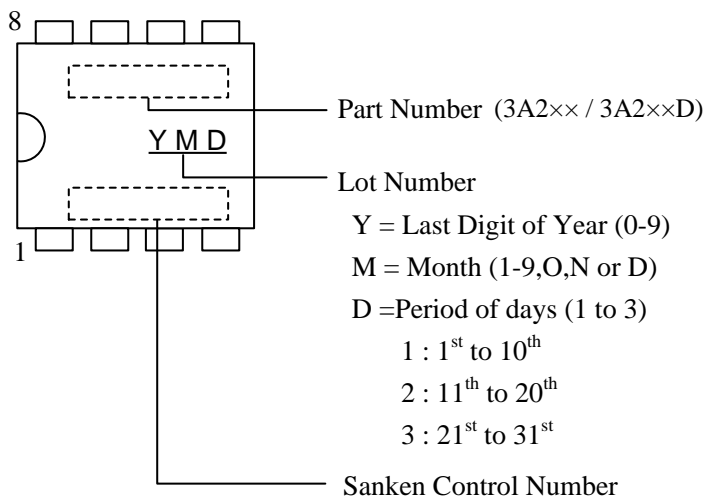 8
Part Number (3A2×× / 3A2××D)
Y M D
Lot Number
Y = Last Digit of Year (0-9)
M = Month (1-9,O,N or D)
1
D =Period of days (1 to 3)
1 : 1st to 10th
2 : 11th to 20th
3 : 21st to 31st
Sanken Control Number